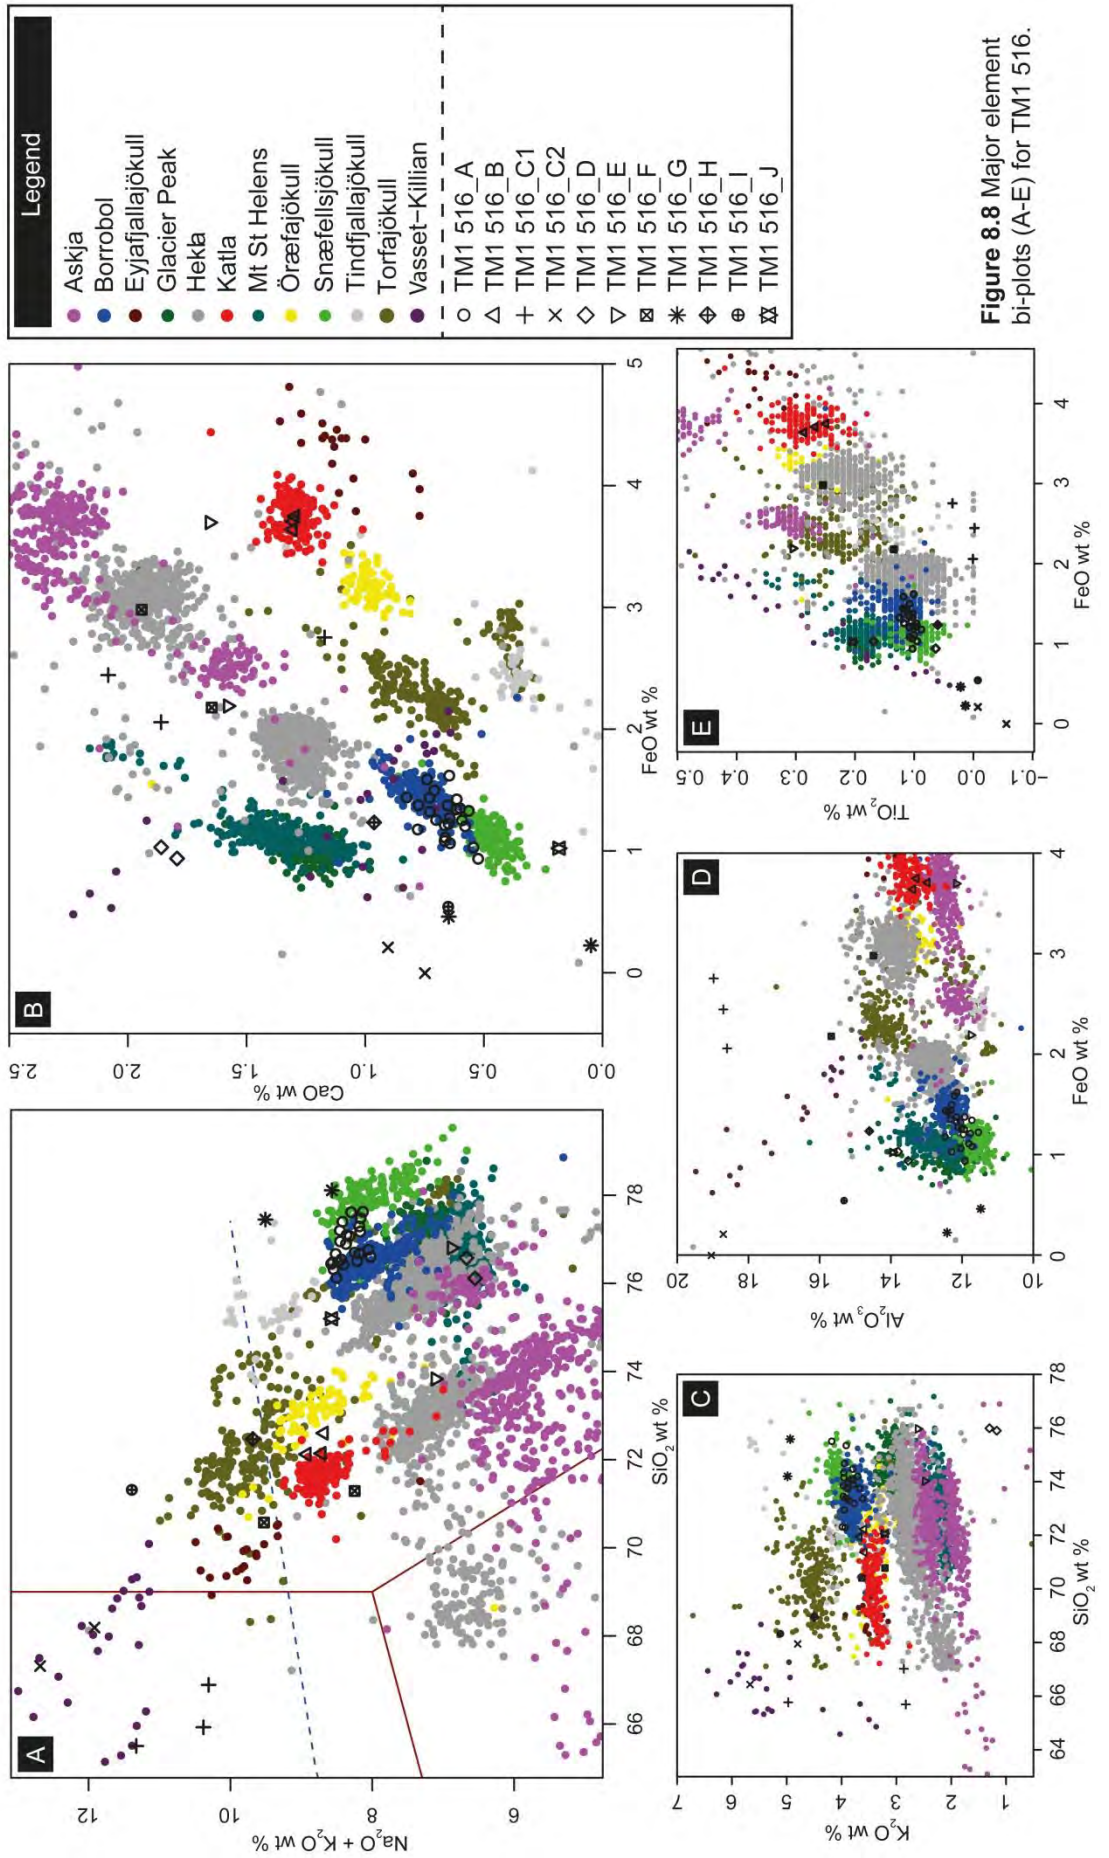 A
Na₂O + K₂O wt %
12
10
8
6
66
68
70
72
74
76
78
SiO₂ wt %
B
CaO wt %
2.5
2.0
1.5
1.0
0.5
0.0
0
1
2
3
4
5
FeO wt %
Legend
Askja
Borrobol
Eyjafjallajökull
Glacier Peak
Hekla
Katla
Mt St Helens
Öræfajökull
Snæfellsjökull
Tindfjallajökull
Torfajökull
Vasset−Killian
TM1 516_A
TM1 516_B
TM1 516_C1
TM1 516_C2
TM1 516_D
TM1 516_E
TM1 516_F
TM1 516_G
TM1 516_H
TM1 516_I
TM1 516_J
C
K₂O wt %
7
6
5
4
3
2
1
64
66
68
70
72
74
76
78
SiO₂ wt %
D
Al₂O₃ wt %
20
18
16
14
12
10
0
1
2
3
4
FeO wt %
E
TiO₂ wt %
0.5
0.4
0.3
0.2
0.1
0.0
−0.1
0
1
2
3
4
FeO wt %
Figure 8.8 Major element
bi-plots (A-E) for TM1 516.